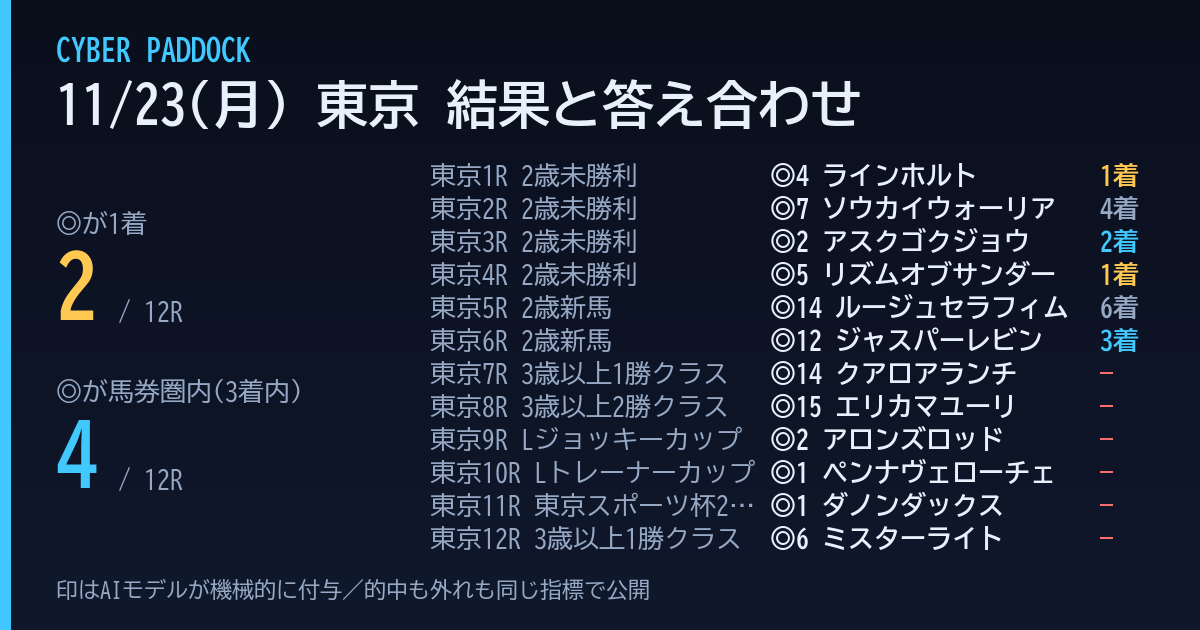 CYBER PADDOCK
11/23(月) 東京 結果と答え合わせ
◎が1着
2 / 12R
◎が馬券圏内(3着内)
4 / 12R
東京1R 2歳未勝利 ◎4 ラインホルト 1着
東京2R 2歳未勝利 ◎7 ソウカイウォーリア 4着
東京3R 2歳未勝利 ◎2 アスクゴクジョウ 2着
東京4R 2歳未勝利 ◎5 リズムオブサンダー 1着
東京5R 2歳新馬 ◎14 ルージュセラフィム 6着
東京6R 2歳新馬 ◎12 ジャスパーレビン 3着
東京7R 3歳以上1勝クラス ◎14 クアロアランチ –
東京8R 3歳以上2勝クラス ◎15 エリカマユーリ –
東京9R Lジョッキーカップ ◎2 アロンズロッド –
東京10R Lトレーナーカップ ◎1 ペンナヴェローチェ –
東京11R 東京スポーツ杯2… ◎1 ダノンダックス –
東京12R 3歳以上1勝クラス ◎6 ミスターライト –
印はAIモデルが機械的に付与／的中も外れも同じ指標で公開